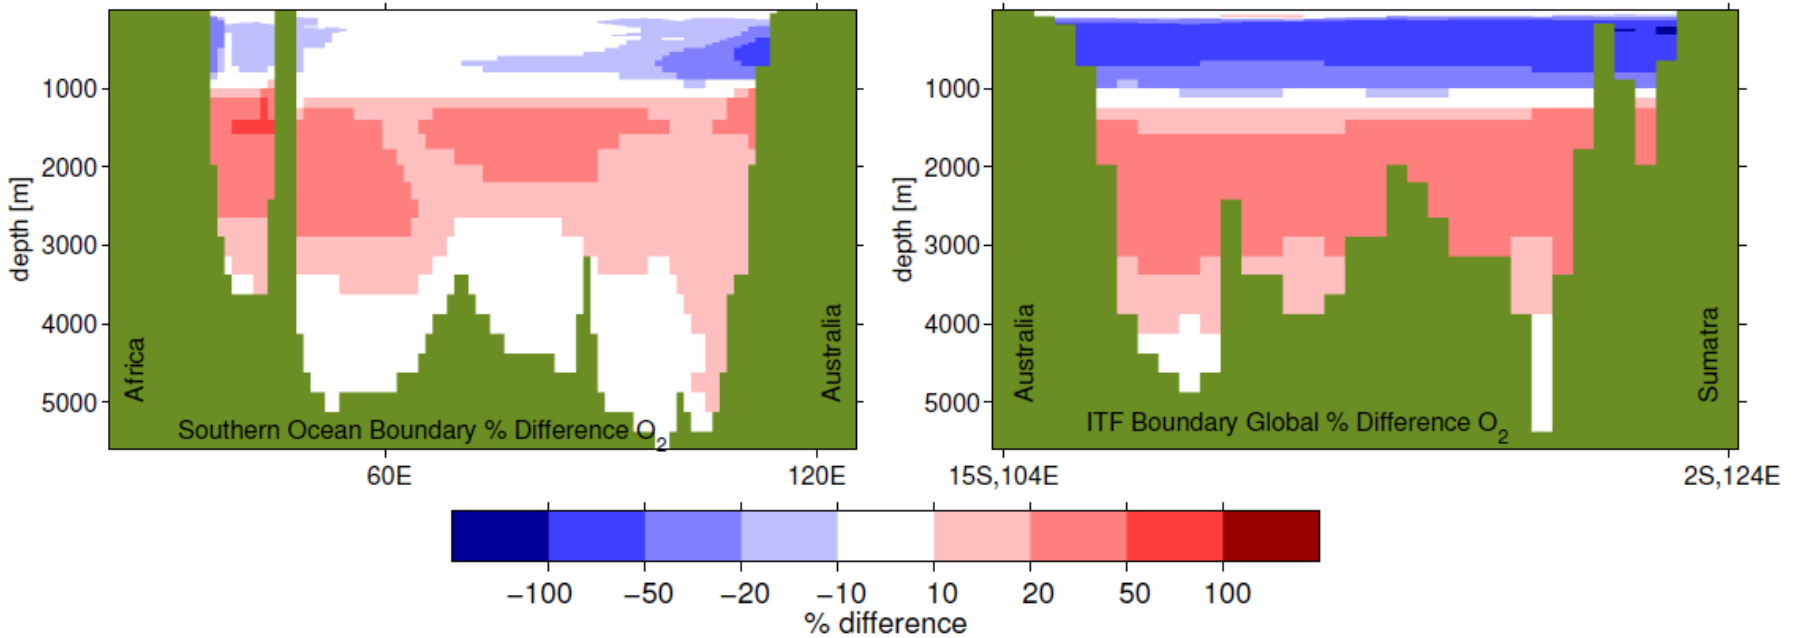 1000
2000
3000
4000
5000
depth [m]
Africa
Australia
Southern Ocean Boundary % Difference O2
60E
120E
1000
2000
3000
4000
5000
depth [m]
Australia
Sumatra
ITF Boundary Global % Difference O2
15S,104E
2S,124E
−100
−50
−20
−10
10
20
50
100
% difference